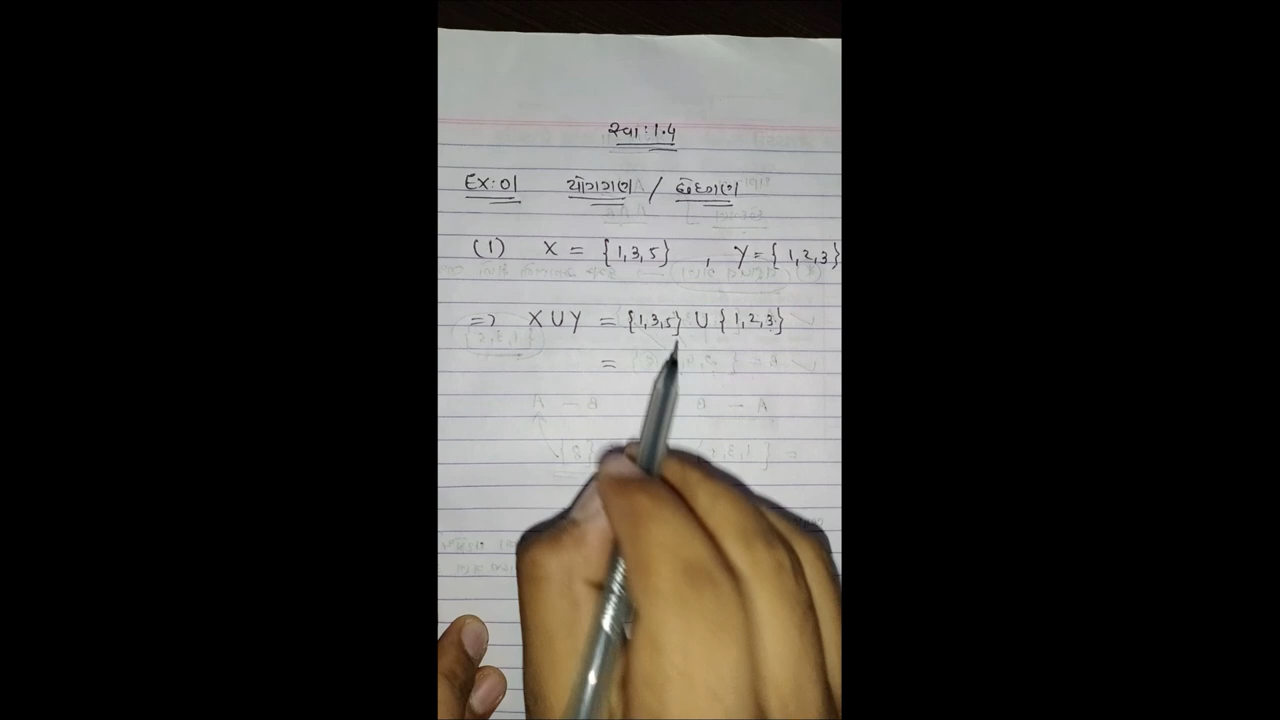 સ્વા : 1.4
Ex: 01 યોગગણ / છેદગણ
(1) X = {1,3,5} , Y = {1,2,3}
=> X U Y = {1,3,5} U {1,2,3}
=